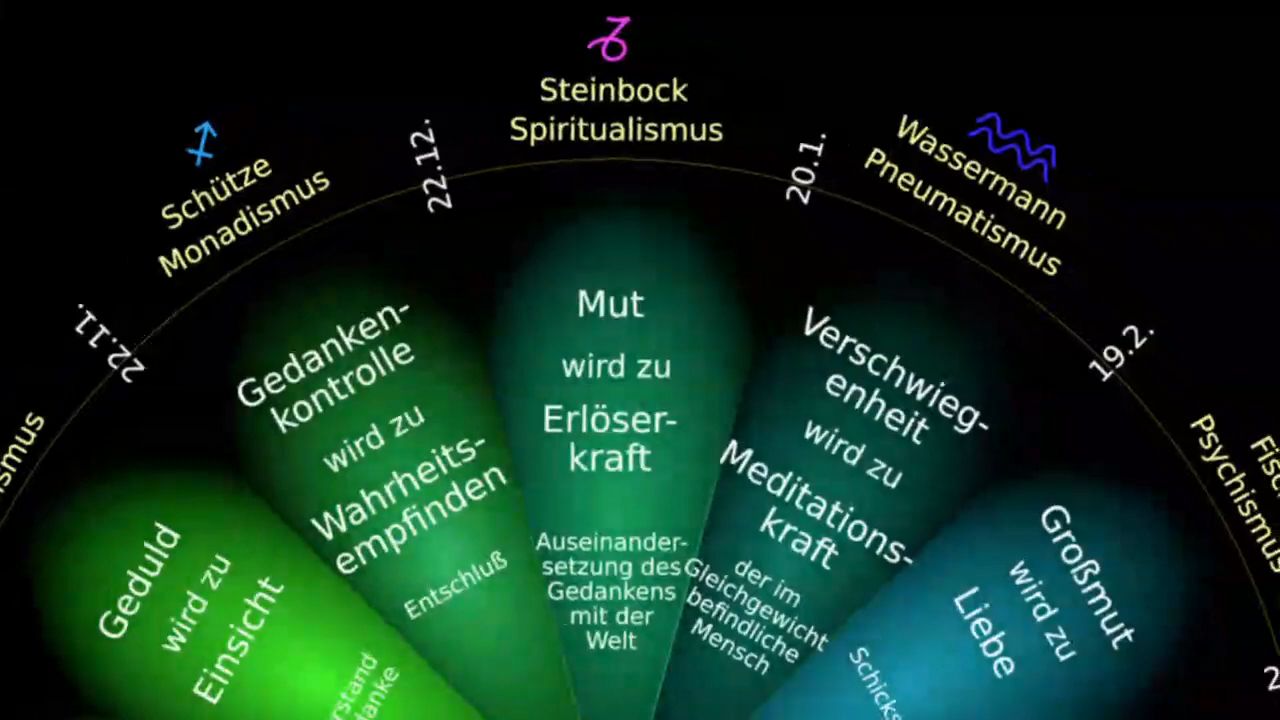 Steinbock
Spiritualismus
Schütze
Monadismus
Wassermann
Pneumatismus
Psychismus
22.11.
22.12.
20.1.
19.2.
Geduld
wird zu
Einsicht
Gedanken-
kontrolle
wird zu
Wahrheits-
empfinden
Entschluß
Mut
wird zu
Erlöser-
kraft
Auseinander-
setzung des
Gedankens
mit der
Welt
Verschwieg-
enheit
wird zu
Meditations-
kraft
der im
Gleichgewicht
befindliche
Mensch
Großmut
wird zu
Liebe